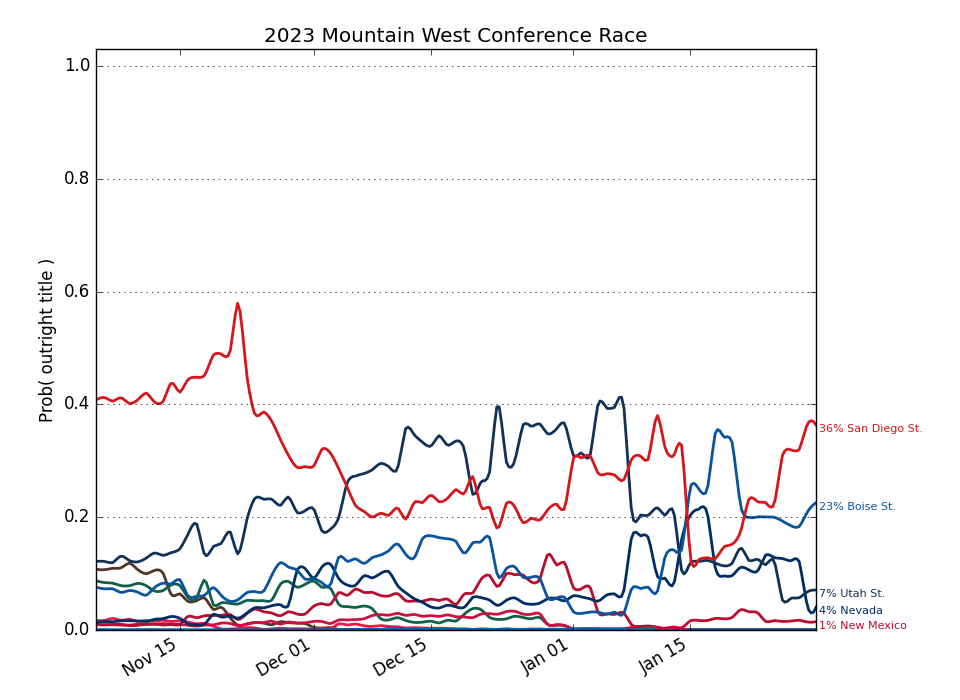 2023 Mountain West Conference Race
Prob( outright title )
1.0
0.8
0.6
0.4
0.2
0.0
Nov 15
Dec 01
Dec 15
Jan 01
Jan 15
36% San Diego St.
23% Boise St.
7% Utah St.
4% Nevada
1% New Mexico